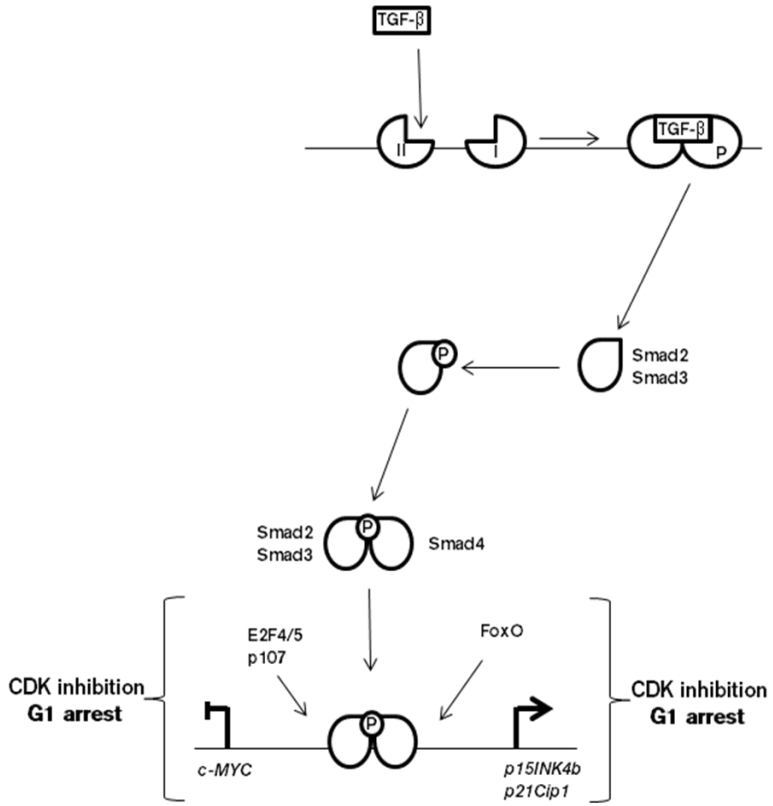 TGF-β
II
I
TGF-β
P
P
Smad2
Smad3
Smad2
Smad3
P
Smad4
E2F4/5
p107
FoxO
CDK inhibition
G1 arrest
P
CDK inhibition
G1 arrest
c-MYC
p15INK4b
p21Cip1